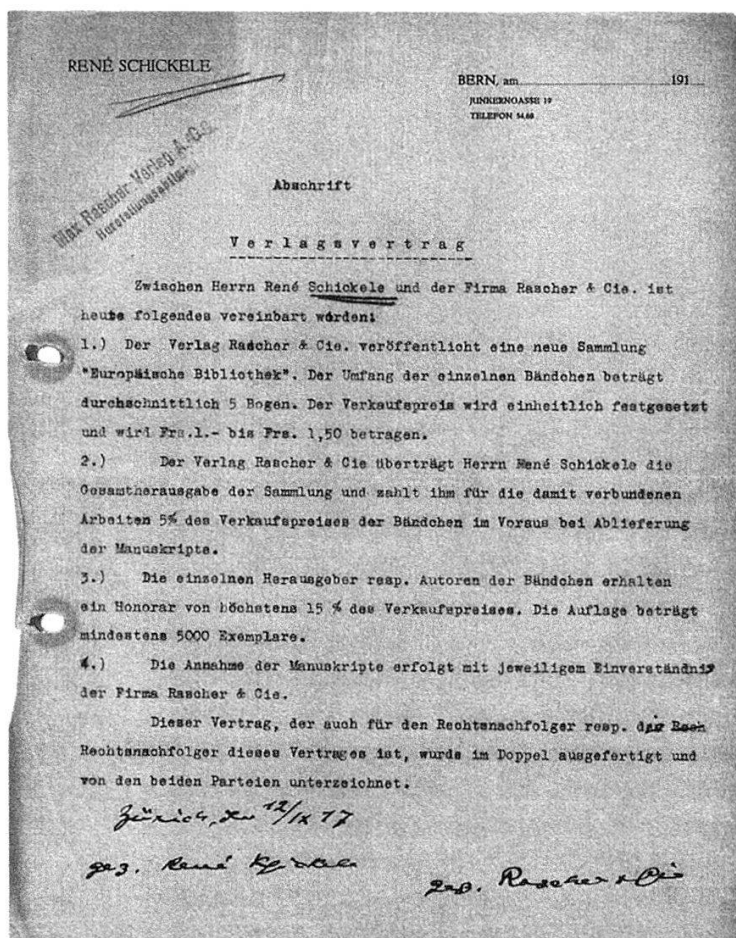 RENÉ SCHICKELE
BERN, am 191
JUNKERNGASSE 19
TELEFON 54.60
Max Rascher Verlag A.-G.
Abschrift
Verlagsvertrag
Zwischen Herrn René Schickele und der Firma Rascher & Cie. ist
heute folgendes vereinbart worden:
1.) Der Verlag Rascher & Cie. veröffentlicht eine neue Sammlung
"Europäische Bibliothek". Der Umfang der einzelnen Bändchen beträgt
durchschnittlich 5 Bogen. Der Verkaufspreis wird einheitlich festgesetzt
und wird Frs.1.- bis Frs. 1,50 betragen.
2.) Der Verlag Rascher & Cie überträgt Herrn René Schickele die
Gesamtherausgabe der Sammlung und zahlt ihm für die damit verbundenen
Arbeiten 5% des Verkaufspreises der Bändchen im Voraus bei Ablieferung
der Manuskripte.
3.) Die einzelnen Herausgeber resp. Autoren der Bändchen erhalten
ein Honorar von höchstens 15 % des Verkaufspreises. Die Auflage beträgt
mindestens 5000 Exemplare.
4.) Die Annahme der Manuskripte erfolgt mit jeweiligem Einverständnis
der Firma Rascher & Cie.
Dieser Vertrag, der auch für den Rechtsnachfolger resp. die Rech
Rechtsnachfolger dieses Vertrages ist, wurde im Doppel ausgefertigt und
von den beiden Parteien unterzeichnet.
Zürich, den 12/IX 17
gez. René Schickele
gez. Rascher & Cie